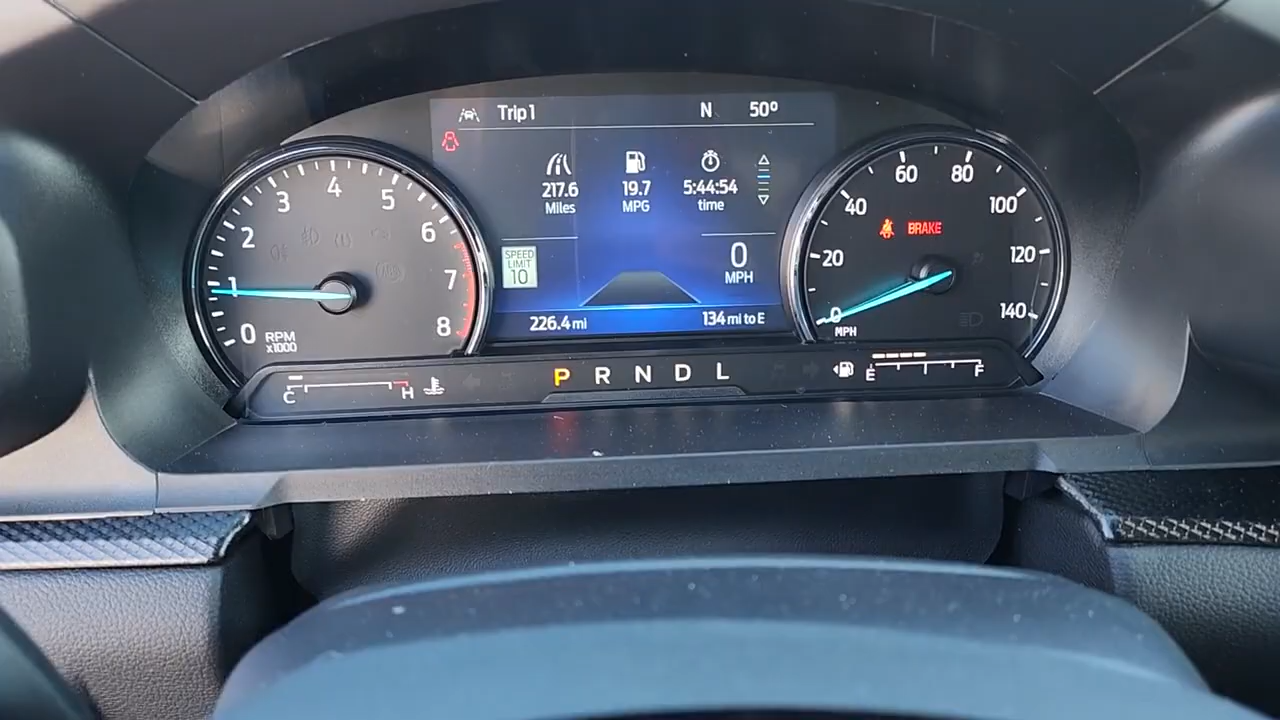 Trip 1 N 50°
217.6 Miles
19.7 MPG
5:44:54 time
SPEED LIMIT 10
0 MPH
226.4 mi
134 mi to E
0 1 2 3 4 5 6 7 8
RPM x1000
0 20 40 60 80 100 120 140
BRAKE
MPH
C H
P R N D L
E F